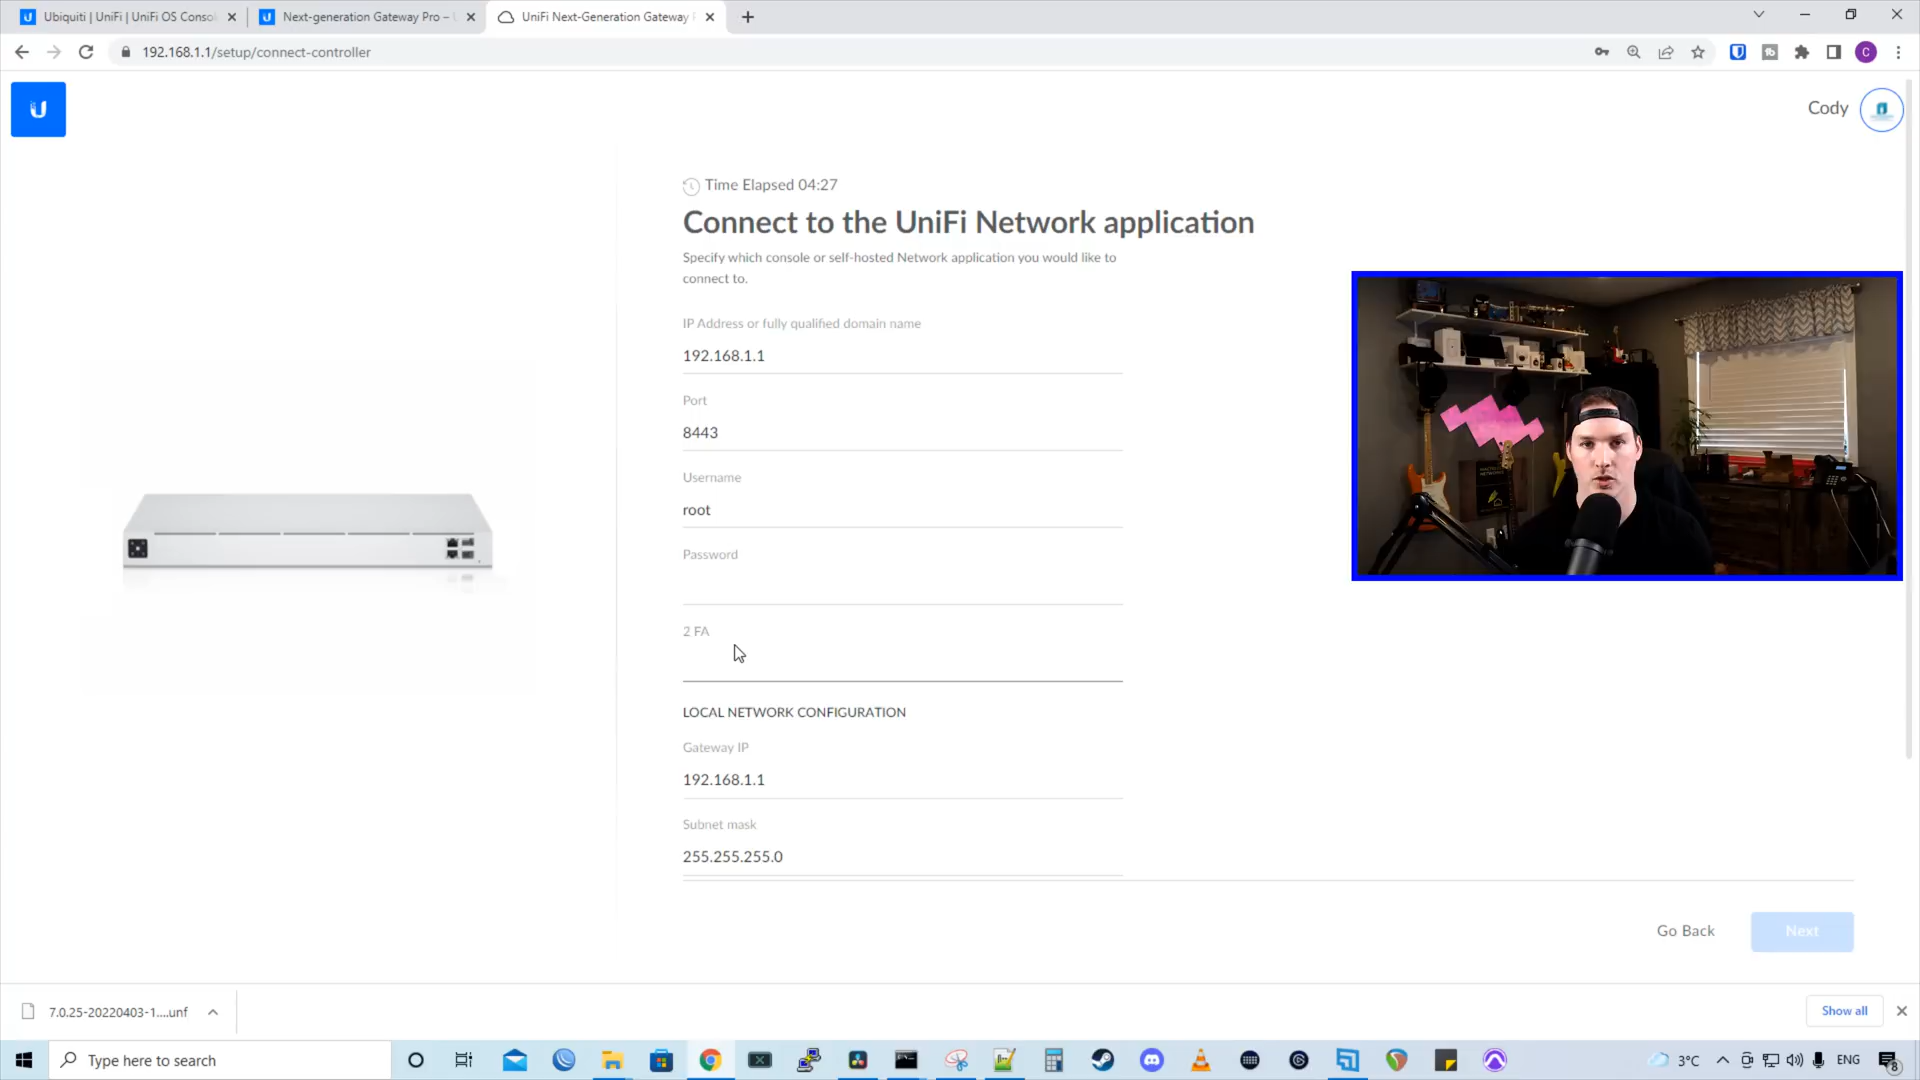 Ubiquiti | UniFi | UniFi OS Conso
Next-generation Gateway Pro –
UniFi Next-Generation Gateway
192.168.1.1/setup/connect-controller
C
Cody
Time Elapsed 04:27
Connect to the UniFi Network application
Specify which console or self-hosted Network application you would like to
connect to.
IP Address or fully qualified domain name
192.168.1.1
Port
8443
Username
root
Password
2 FA
LOCAL NETWORK CONFIGURATION
Gateway IP
192.168.1.1
Subnet mask
255.255.255.0
Go Back
Next
7.0.25-20220403-1....unf
Show all
Type here to search
3°C
ENG
8